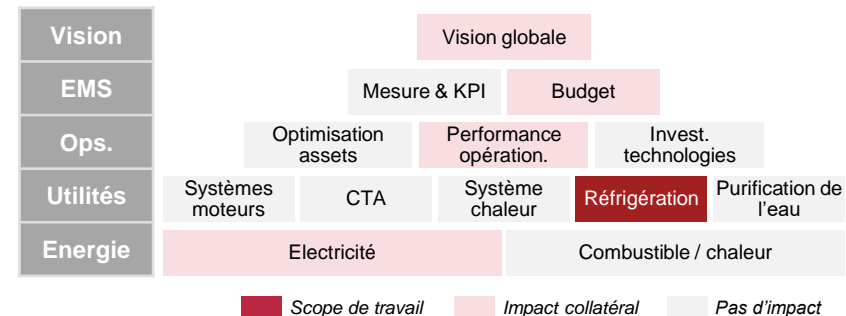 Vision
Vision globale
EMS
Mesure & KPI
Budget
Ops.
Optimisation
assets
Performance
opération.
Invest.
technologies
Utilités
Systèmes
moteurs
CTA
Système
chaleur
Réfrigération
Purification de
l'eau
Energie
Electricité
Combustible / chaleur
Scope de travail
Impact collatéral
Pas d'impact